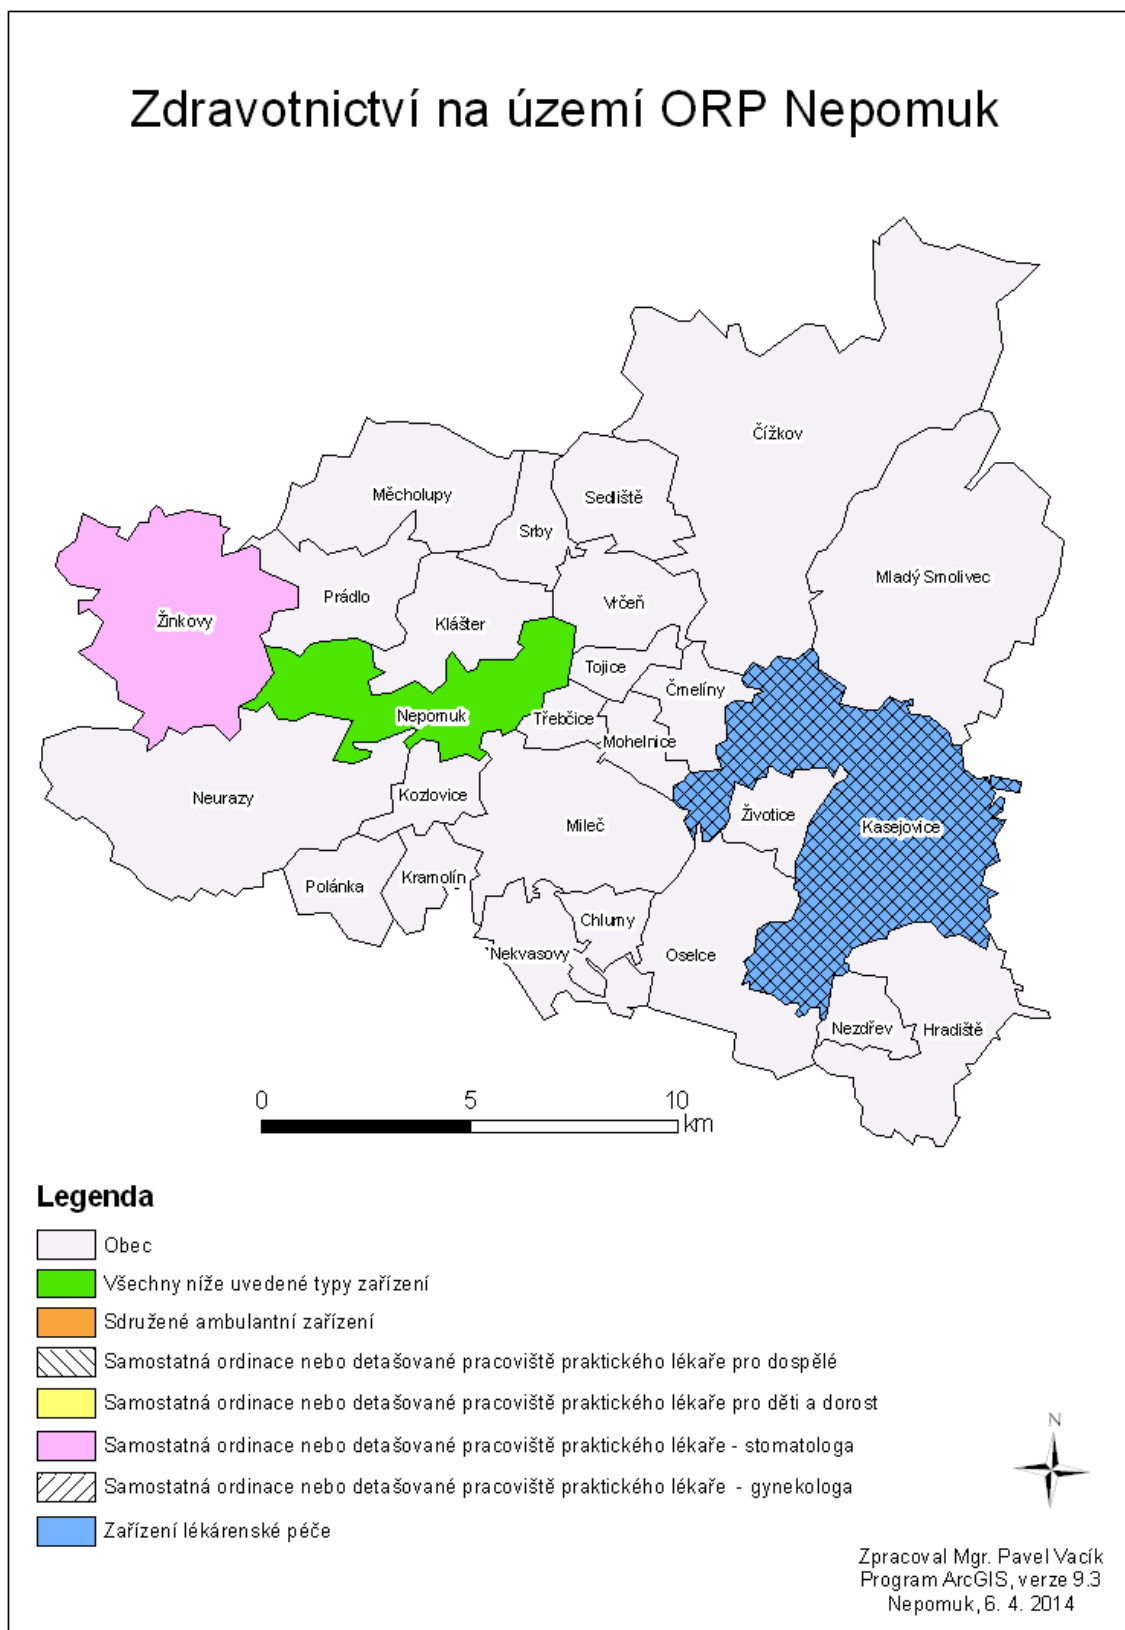 Zdravotnictví na území ORP Nepomuk
Čížkov
Měcholupy
Sedliště
Srby
Mladý Smolivec
Prádlo
Vrčeň
Žinkovy
Klášter
Tojice
Čmelíny
Nepomuk
Třebčice
Mohelnice
Neurazy
Kozlovice
Mileč
Životice
Kasejovice
Polánka
Kramolín
Chlumy
Nekvasovy
Oselce
Nezdřev
Hradiště
0 5 10
km
Legenda
Obec
Všechny níže uvedené typy zařízení
Sdružené ambulantní zařízení
Samostatná ordinace nebo detašované pracoviště praktického lékaře pro dospělé
Samostatná ordinace nebo detašované pracoviště praktického lékaře pro děti a dorost
Samostatná ordinace nebo detašované pracoviště praktického lékaře - stomatologa
Samostatná ordinace nebo detašované pracoviště praktického lékaře - gynekologa
Zařízení lékárenské péče
N
Zpracoval Mgr. Pavel Vacík
Program ArcGIS, verze 9.3
Nepomuk, 6. 4. 2014